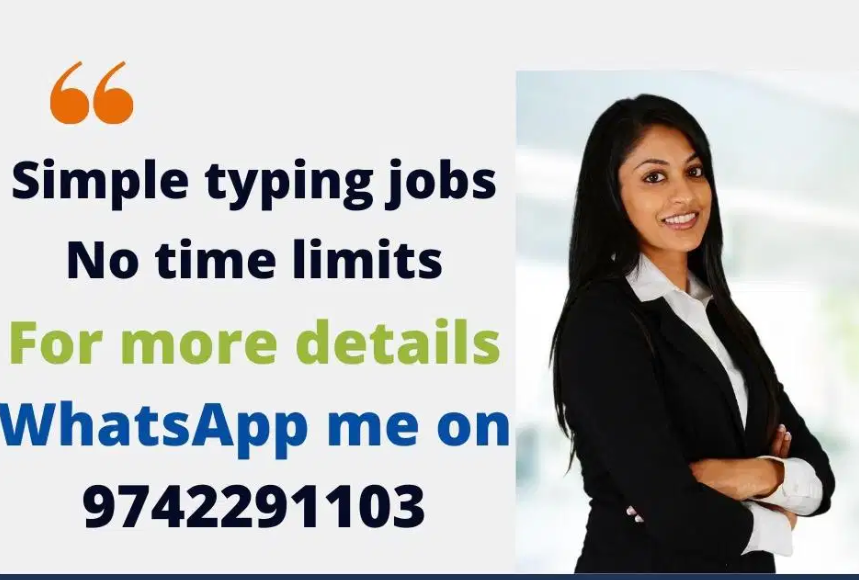 Simple typing jobs
No time limits
For more details
WhatsApp me on
9742291103